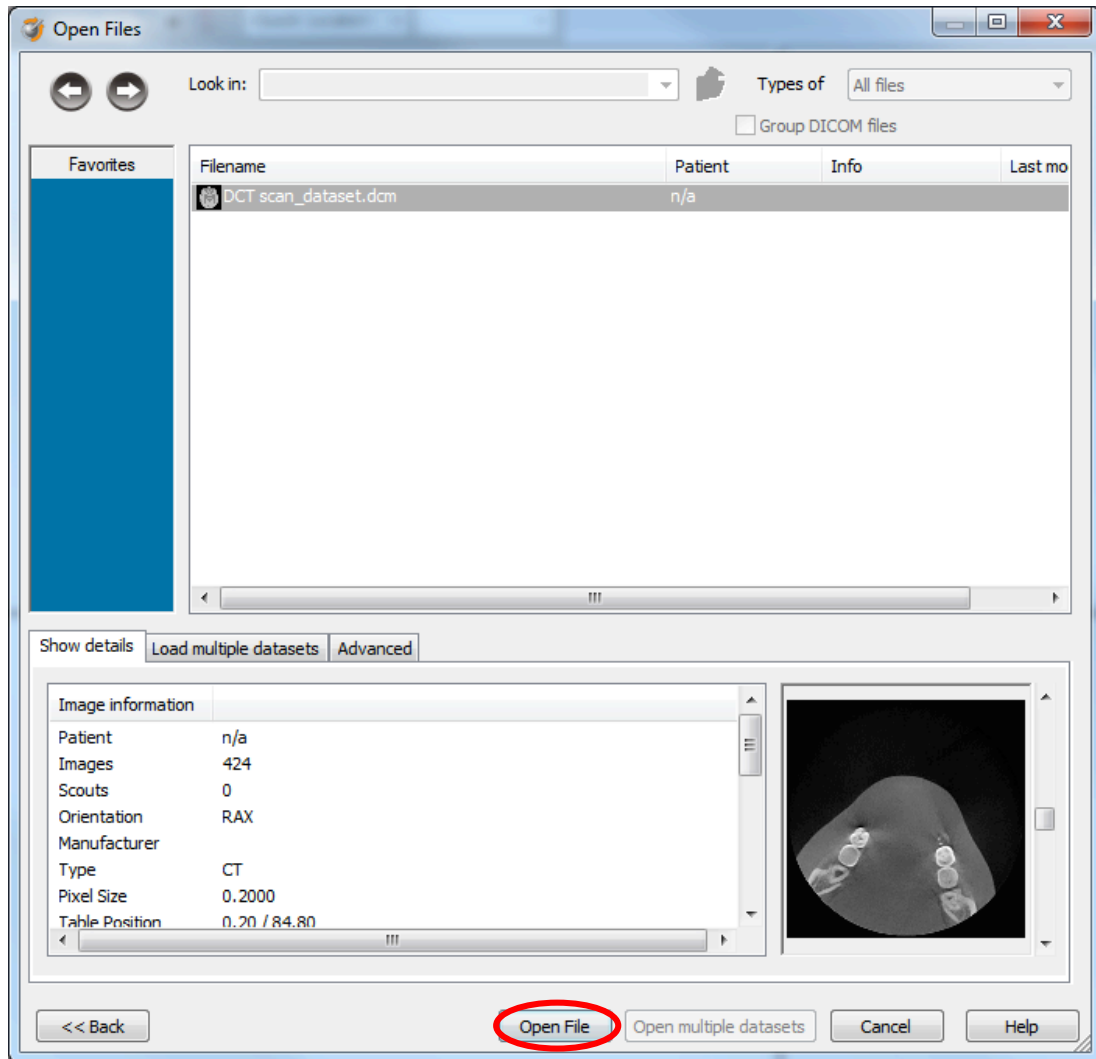 Open Files
Look in:
Types of
All files
Group DICOM files
Favorites
Filename Patient Info Last mo
DCT scan_dataset.dcm n/a
Show details Load multiple datasets Advanced
Image information
Patient n/a
Images 424
Scouts 0
Orientation RAX
Manufacturer
Type CT
Pixel Size 0.2000
Table Position 0.20 / 84.80
<< Back Open File Open multiple datasets Cancel Help